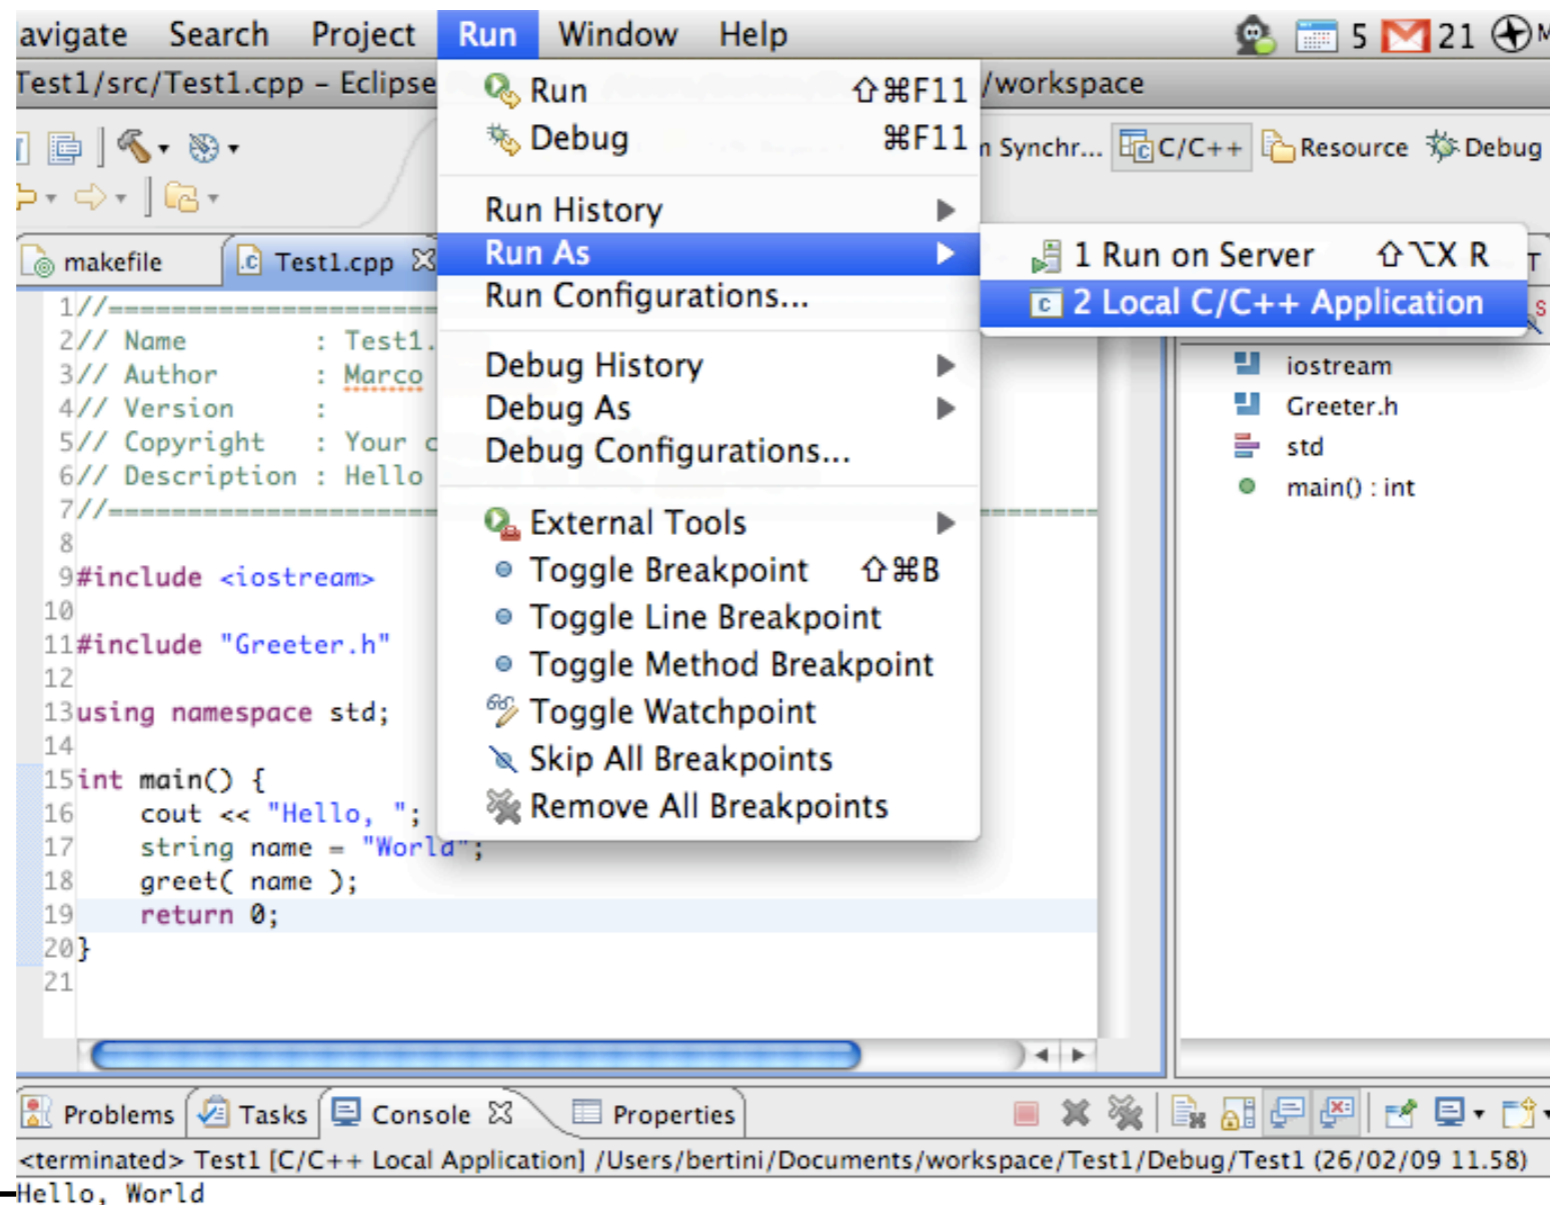 avigate Search Project Run Window Help 5 21
Test1/src/Test1.cpp – Eclipse /workspace
Run ⇧⌘F11
Debug ⌘F11
Synchr... C/C++ Resource Debug
Run History
Run As
Run Configurations...
Debug History
Debug As
Debug Configurations...
External Tools
Toggle Breakpoint ⇧⌘B
Toggle Line Breakpoint
Toggle Method Breakpoint
Toggle Watchpoint
Skip All Breakpoints
Remove All Breakpoints
1 Run on Server ⇧⌥X R
2 Local C/C++ Application
makefile Test1.cpp
1//=====================
2// Name : Test1.
3// Author : Marco
4// Version :
5// Copyright : Your c
6// Description : Hello
7//=====================
8
9#include <iostream>
10
11#include "Greeter.h"
12
13using namespace std;
14
15int main() {
16 cout << "Hello, ";
17 string name = "World";
18 greet( name );
19 return 0;
20}
21
iostream
Greeter.h
std
main() : int
Problems Tasks Console Properties
<terminated> Test1 [C/C++ Local Application] /Users/bertini/Documents/workspace/Test1/Debug/Test1 (26/02/09 11.58)
Hello, World